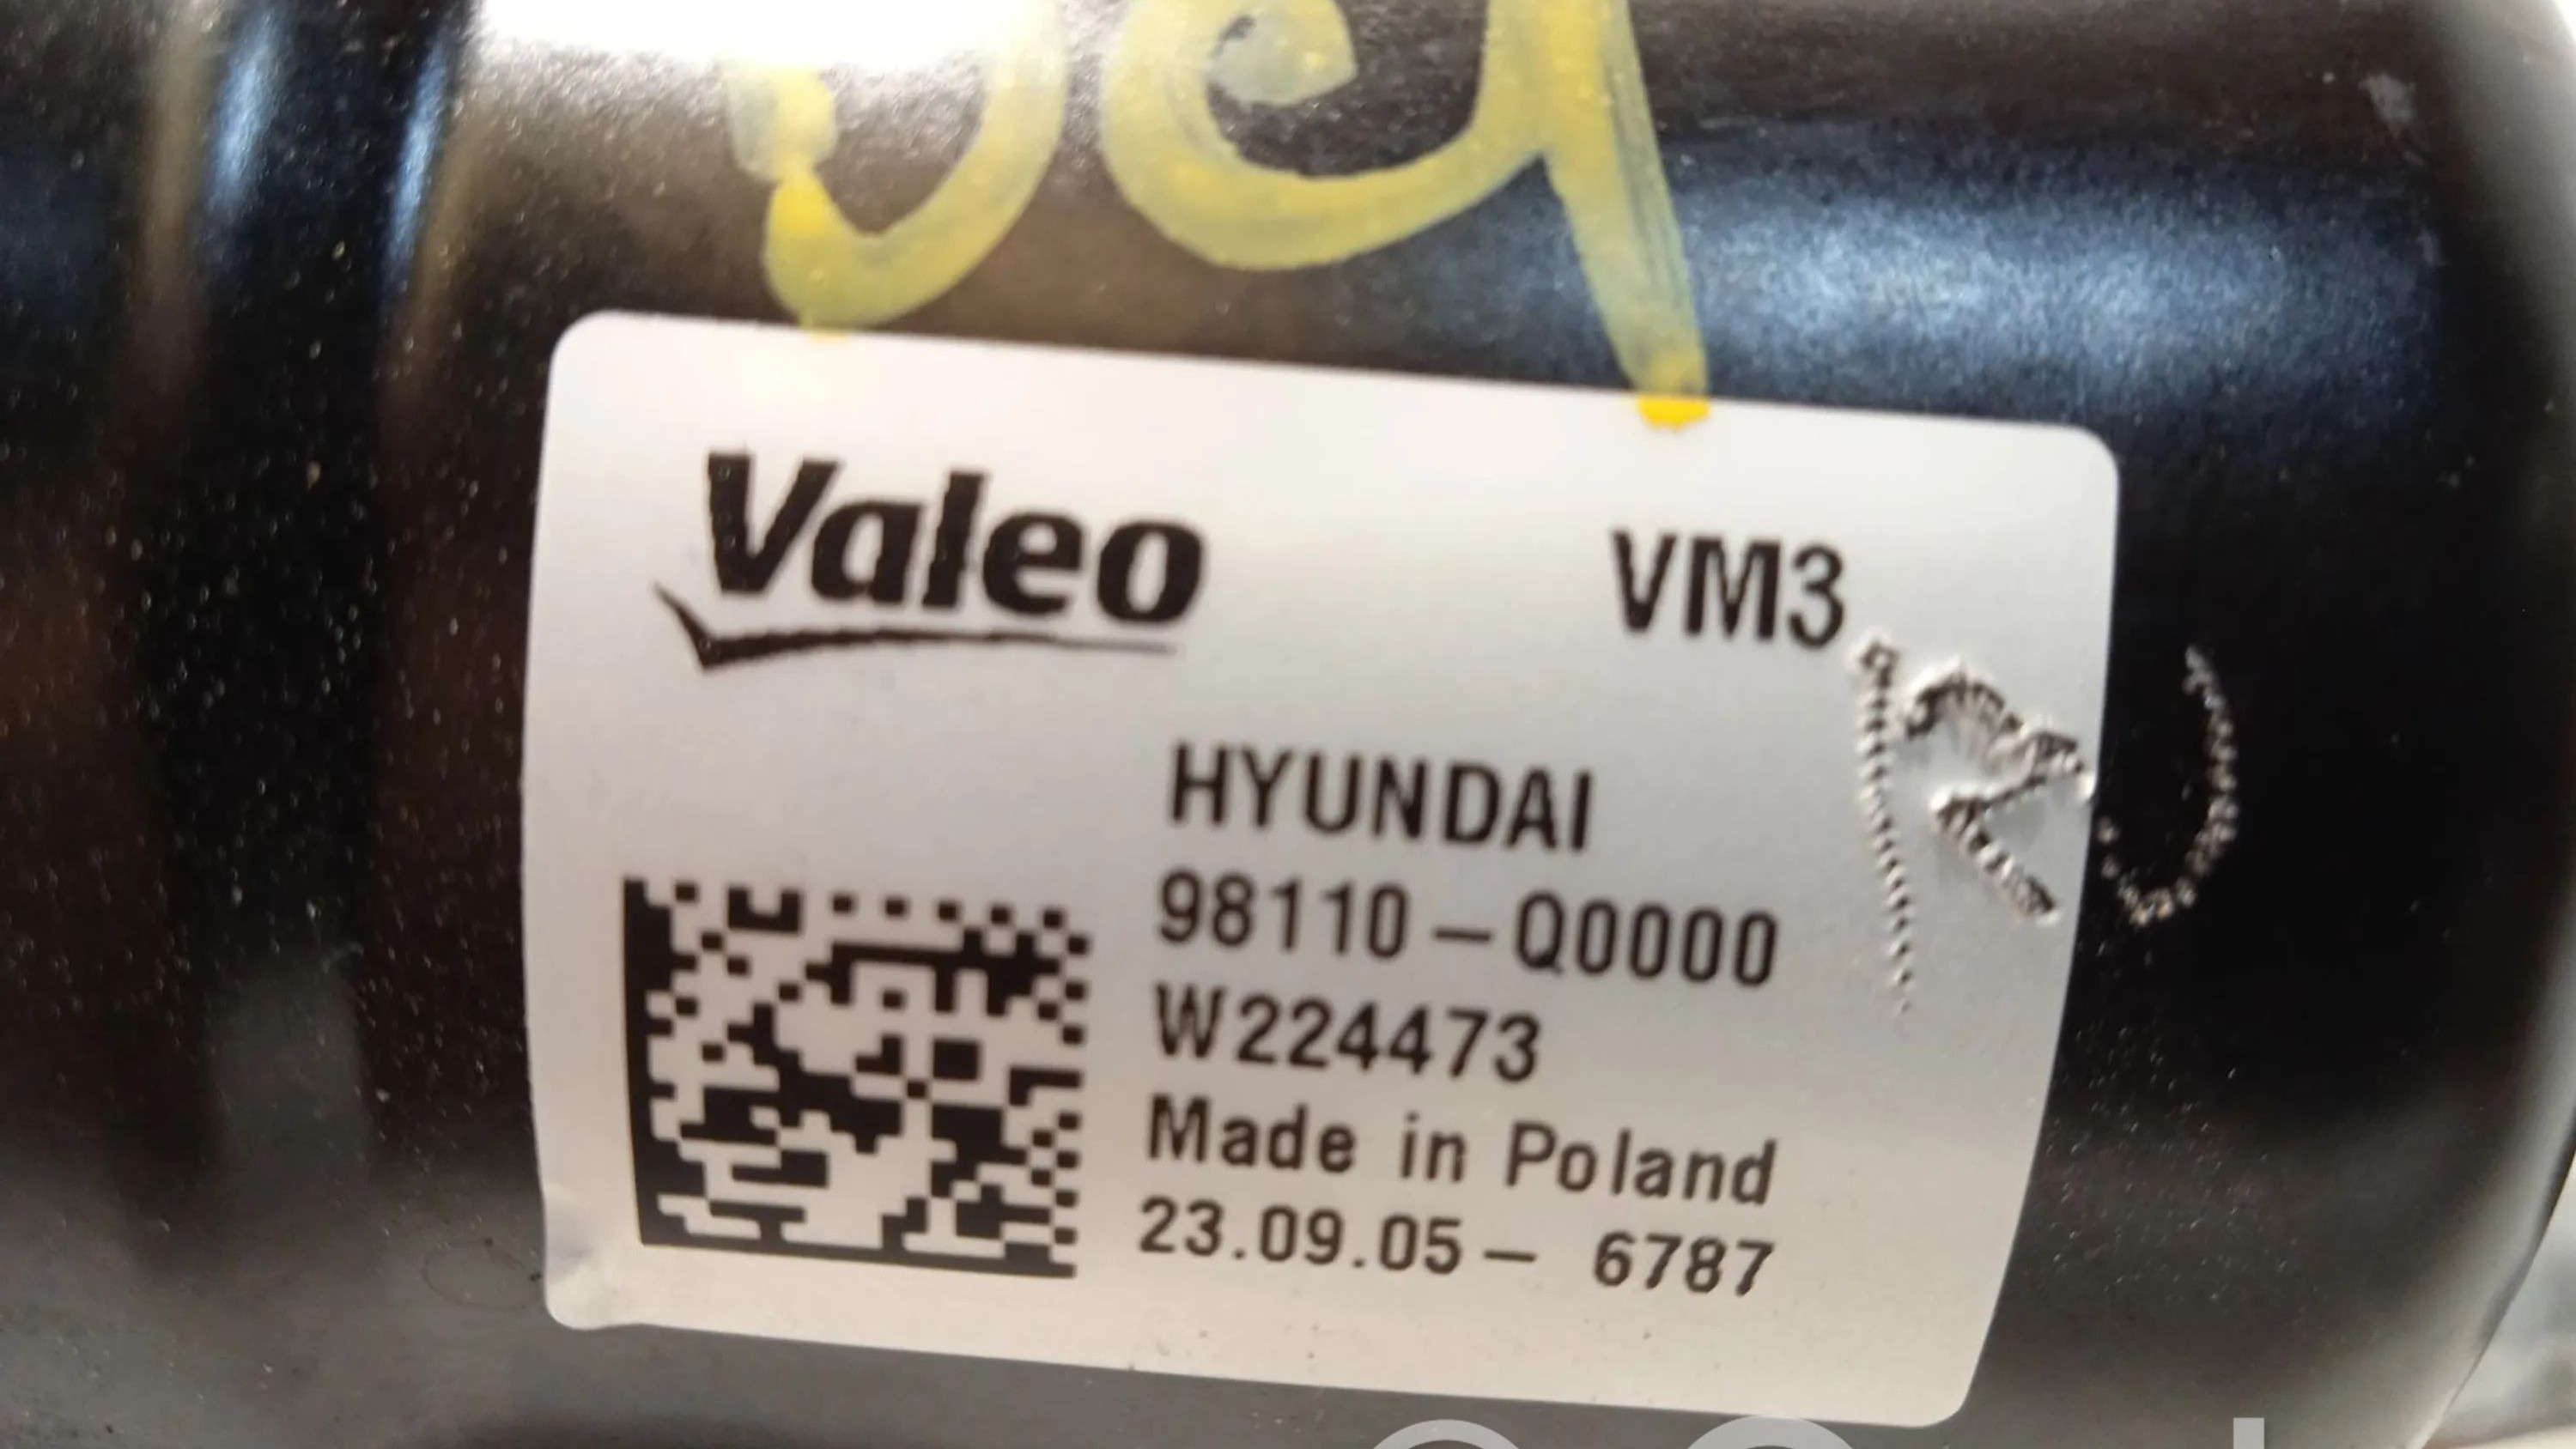 Valeo VM3
HYUNDAI
98110-Q0000
W224473
Made in Poland
23.09.05- 6787